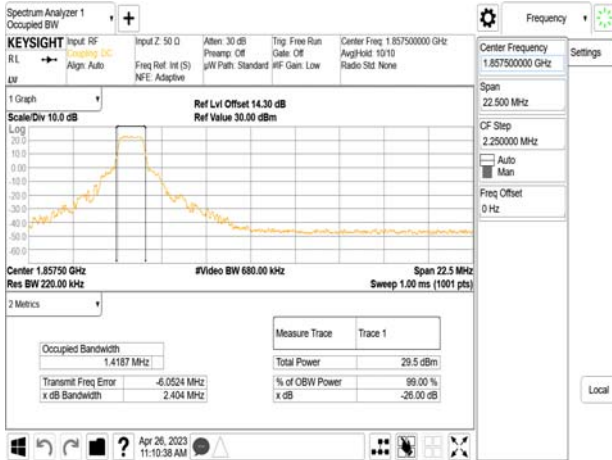 Spectrum Analyzer 1
Occupied BW
Frequency
KEYSIGHT
RL
Input: RF
Coupling: DC
Align: Auto
Input Z: 50 Ω
Freq Ref: Int (S)
NFE: Adaptive
Atten: 30 dB
Preamp: Off
µW Path: Standard
Trig: Free Run
Gate: Off
#IF Gain: Low
Center Freq: 1.857500000 GHz
Avg|Hold: 10/10
Radio Std: None
1 Graph
Scale/Div 10.0 dB
Ref Lvl Offset 14.30 dB
Ref Value 30.00 dBm
Log
20.0
10.0
0.00
-10.0
-20.0
-30.0
-40.0
-50.0
-60.0
Center 1.85750 GHz
Res BW 220.00 kHz
#Video BW 680.00 kHz
Span 22.5 MHz
Sweep 1.00 ms (1001 pts)
2 Metrics
Occupied Bandwidth
1.4187 MHz
Transmit Freq Error -6.0524 MHz
x dB Bandwidth 2.404 MHz
Measure Trace Trace 1
Total Power 29.5 dBm
% of OBW Power 99.00 %
x dB -26.00 dB
Center Frequency
1.857500000 GHz
Span
22.500 MHz
CF Step
2.250000 MHz
Auto
Man
Freq Offset
0 Hz
Settings
Local
?
Apr 26, 2023
11:10:38 AM